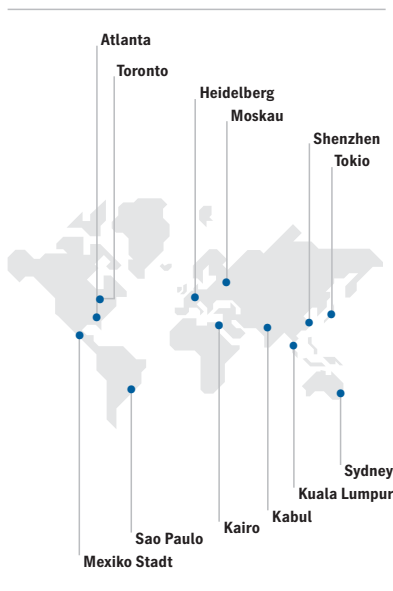 Atlanta
Toronto
Heidelberg
Moskau
Shenzhen
Tokio
Sydney
Kuala Lumpur
Kabul
Kairo
Sao Paulo
Mexiko Stadt